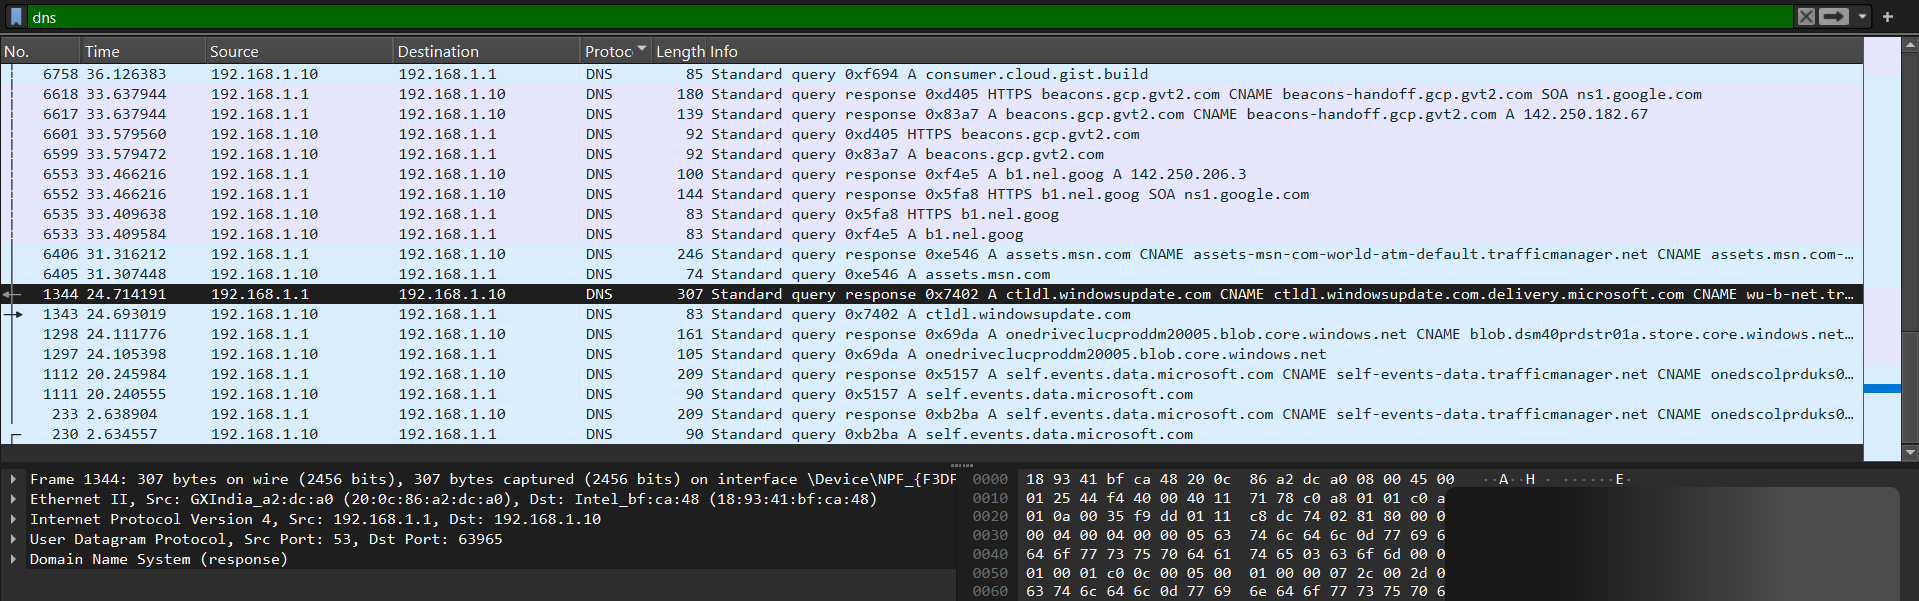 dns
No. Time Source Destination Protoc Length Info
6758 36.126383 192.168.1.10 192.168.1.1 DNS 85 Standard query 0xf694 A consumer.cloud.gist.build
6618 33.637944 192.168.1.1 192.168.1.10 DNS 180 Standard query response 0xd405 HTTPS beacons.gcp.gvt2.com CNAME beacons-handoff.gcp.gvt2.com SOA ns1.google.com
6617 33.637944 192.168.1.1 192.168.1.10 DNS 139 Standard query response 0x83a7 A beacons.gcp.gvt2.com CNAME beacons-handoff.gcp.gvt2.com A 142.250.182.67
6601 33.579560 192.168.1.10 192.168.1.1 DNS 92 Standard query 0xd405 HTTPS beacons.gcp.gvt2.com
6599 33.579472 192.168.1.10 192.168.1.1 DNS 92 Standard query 0x83a7 A beacons.gcp.gvt2.com
6553 33.466216 192.168.1.1 192.168.1.10 DNS 100 Standard query response 0xf4e5 A b1.nel.goog A 142.250.206.3
6552 33.466216 192.168.1.1 192.168.1.10 DNS 144 Standard query response 0x5fa8 HTTPS b1.nel.goog SOA ns1.google.com
6535 33.409638 192.168.1.10 192.168.1.1 DNS 83 Standard query 0x5fa8 HTTPS b1.nel.goog
6533 33.409584 192.168.1.10 192.168.1.1 DNS 83 Standard query 0xf4e5 A b1.nel.goog
6406 31.316212 192.168.1.1 192.168.1.10 DNS 246 Standard query response 0xe546 A assets.msn.com CNAME assets-msn-com-world-atm-default.trafficmanager.net CNAME assets.msn.com-…
6405 31.307448 192.168.1.10 192.168.1.1 DNS 74 Standard query 0xe546 A assets.msn.com
1344 24.714191 192.168.1.1 192.168.1.10 DNS 307 Standard query response 0x7402 A ctldl.windowsupdate.com CNAME ctldl.windowsupdate.com.delivery.microsoft.com CNAME wu-b-net.tr…
1343 24.693019 192.168.1.10 192.168.1.1 DNS 83 Standard query 0x7402 A ctldl.windowsupdate.com
1298 24.111776 192.168.1.1 192.168.1.10 DNS 161 Standard query response 0x69da A onedriveclucproddm20005.blob.core.windows.net CNAME blob.dsm40prdstr01a.store.core.windows.net…
1297 24.105398 192.168.1.10 192.168.1.1 DNS 105 Standard query 0x69da A onedriveclucproddm20005.blob.core.windows.net
1112 20.245984 192.168.1.1 192.168.1.10 DNS 209 Standard query response 0x5157 A self.events.data.microsoft.com CNAME self-events-data.trafficmanager.net CNAME onedscolprduks0…
1111 20.240555 192.168.1.10 192.168.1.1 DNS 90 Standard query 0x5157 A self.events.data.microsoft.com
233 2.638904 192.168.1.1 192.168.1.10 DNS 209 Standard query response 0xb2ba A self.events.data.microsoft.com CNAME self-events-data.trafficmanager.net CNAME onedscolprduks0…
230 2.634557 192.168.1.10 192.168.1.1 DNS 90 Standard query 0xb2ba A self.events.data.microsoft.com
Frame 1344: 307 bytes on wire (2456 bits), 307 bytes captured (2456 bits) on interface \Device\NPF_{F3DF
Ethernet II, Src: GXIndia_a2:dc:a0 (20:0c:86:a2:dc:a0), Dst: Intel_bf:ca:48 (18:93:41:bf:ca:48)
Internet Protocol Version 4, Src: 192.168.1.1, Dst: 192.168.1.10
User Datagram Protocol, Src Port: 53, Dst Port: 63965
Domain Name System (response)
0000 18 93 41 bf ca 48 20 0c 86 a2 dc a0 08 00 45 00 ··A··H · ······E·
0010 01 25 44 f4 40 00 40 11 71 78 c0 a8 01 01 c0 a
0020 01 0a 00 35 f9 dd 01 11 c8 dc 74 02 81 80 00 0
0030 00 04 00 04 00 00 05 63 74 6c 64 6c 0d 77 69 6
0040 64 6f 77 73 75 70 64 61 74 65 03 63 6f 6d 00 0
0050 01 00 01 c0 0c 00 05 00 01 00 00 07 2c 00 2d 0
0060 63 74 6c 64 6c 0d 77 69 6e 64 6f 77 73 75 70 6